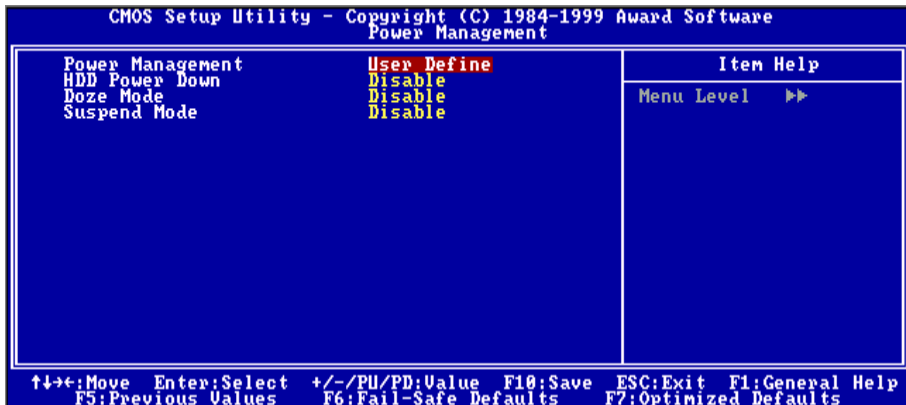 CMOS Setup Utility - Copyright (C) 1984-1999 Award Software
Power Management
Power Management User Define
HDD Power Down Disable
Doze Mode Disable
Suspend Mode Disable
Item Help
Menu Level ►►
↑↓→←:Move Enter:Select +/-/PU/PD:Value F10:Save ESC:Exit F1:General Help
F5:Previous Values F6:Fail-Safe Defaults F7:Optimized Defaults